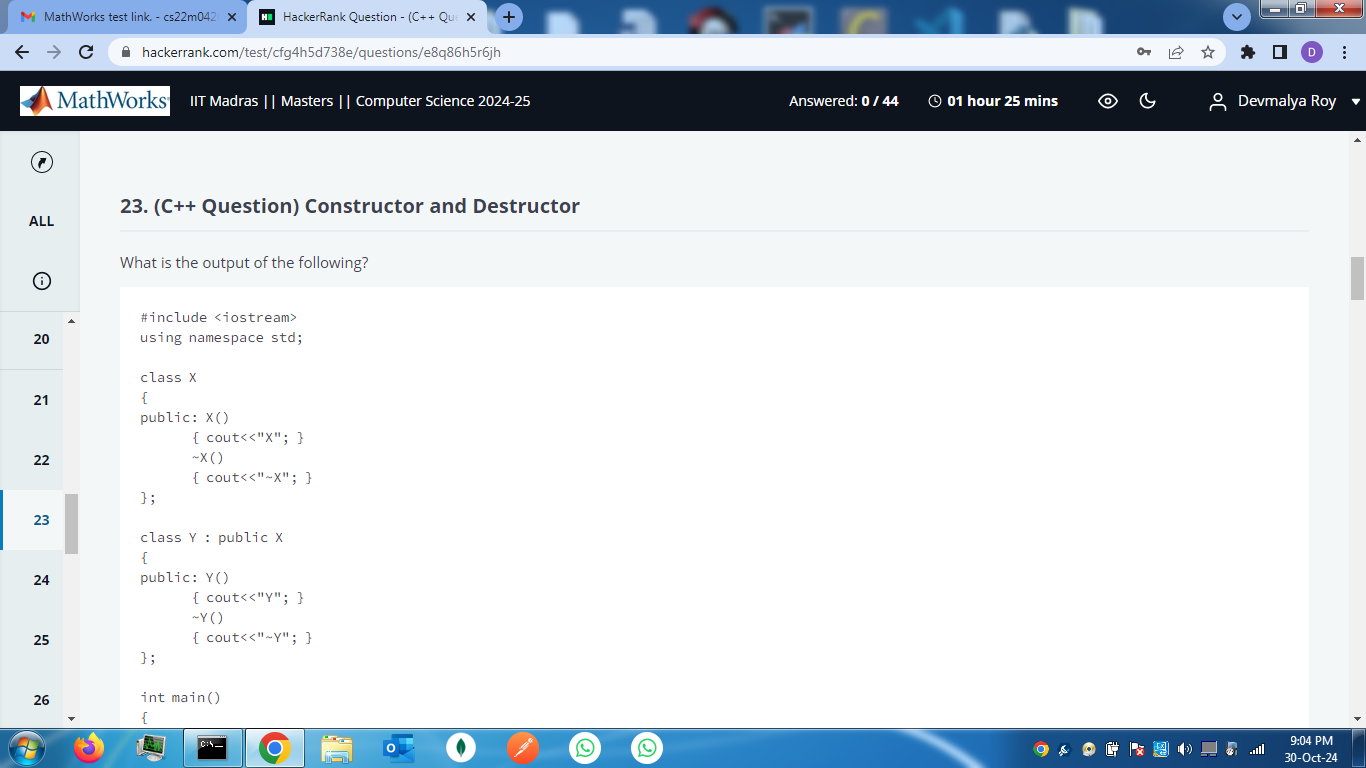 MathWorks test link. - cs22m042
HackerRank Question - (C++ Qu
hackerrank.com/test/cfg4h5d738e/questions/e8q86h5r6jh
D
MathWorks
IIT Madras || Masters || Computer Science 2024-25
Answered: 0 / 44
01 hour 25 mins
Devmalya Roy
ALL
20
21
22
23
24
25
26
23. (C++ Question) Constructor and Destructor
What is the output of the following?
#include <iostream>
using namespace std;
class X
{
public: X()
{ cout<<"X"; }
~X()
{ cout<<"~X"; }
};
class Y : public X
{
public: Y()
{ cout<<"Y"; }
~Y()
{ cout<<"~Y"; }
};
int main()
{
9:04 PM
30-Oct-24